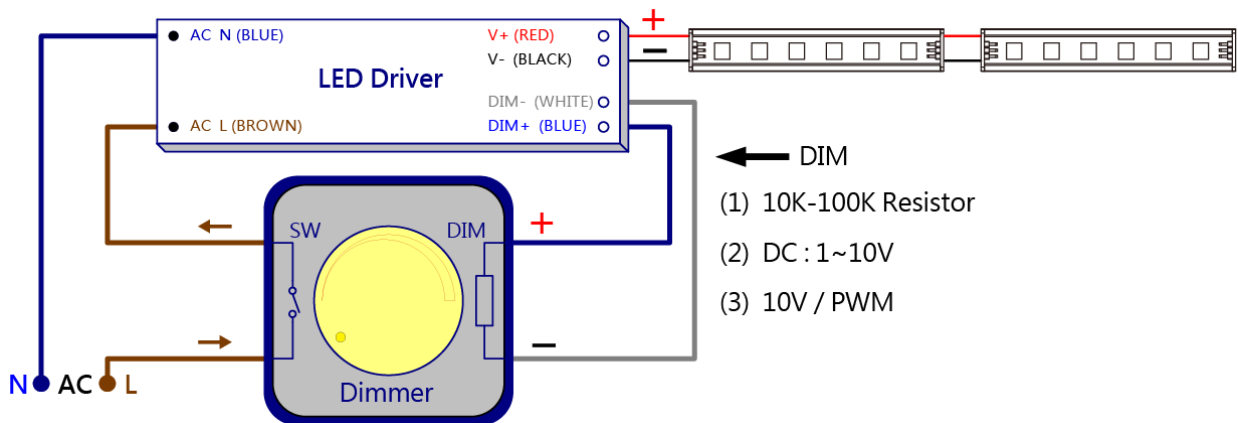 AC N (BLUE)
V+ (RED)
+
LED Driver
V- (BLACK)
−
DIM- (WHITE)
AC L (BROWN)
DIM+ (BLUE)
DIM
(1) 10K-100K Resistor
(2) DC : 1~10V
(3) 10V / PWM
SW
DIM
+
−
Dimmer
N AC L